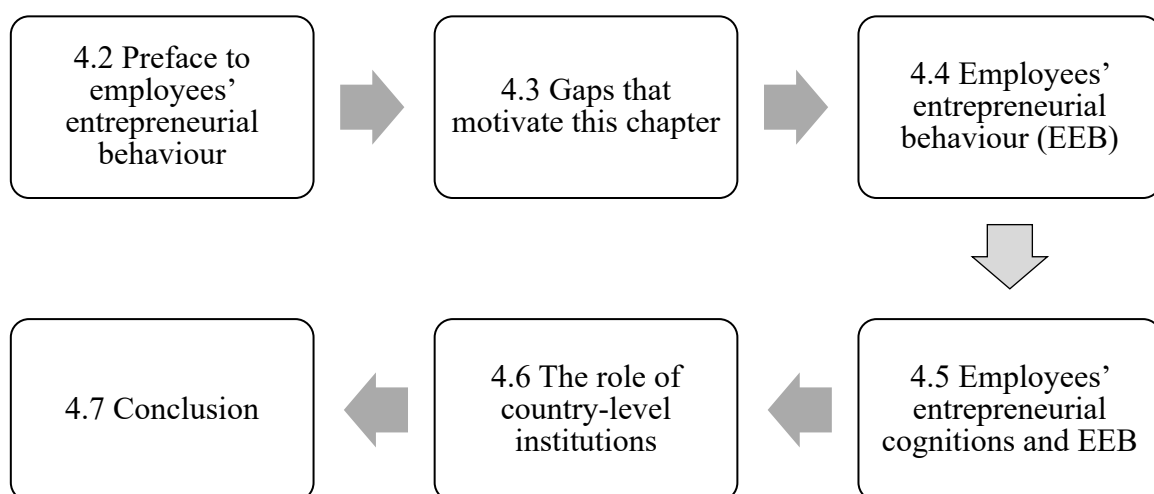 4.2 Preface to
employees’
entrepreneurial
behaviour
4.3 Gaps that
motivate this chapter
4.4 Employees’
entrepreneurial
behaviour (EEB)
4.5 Employees’
entrepreneurial
cognitions and EEB
4.6 The role of
country-level
institutions
4.7 Conclusion